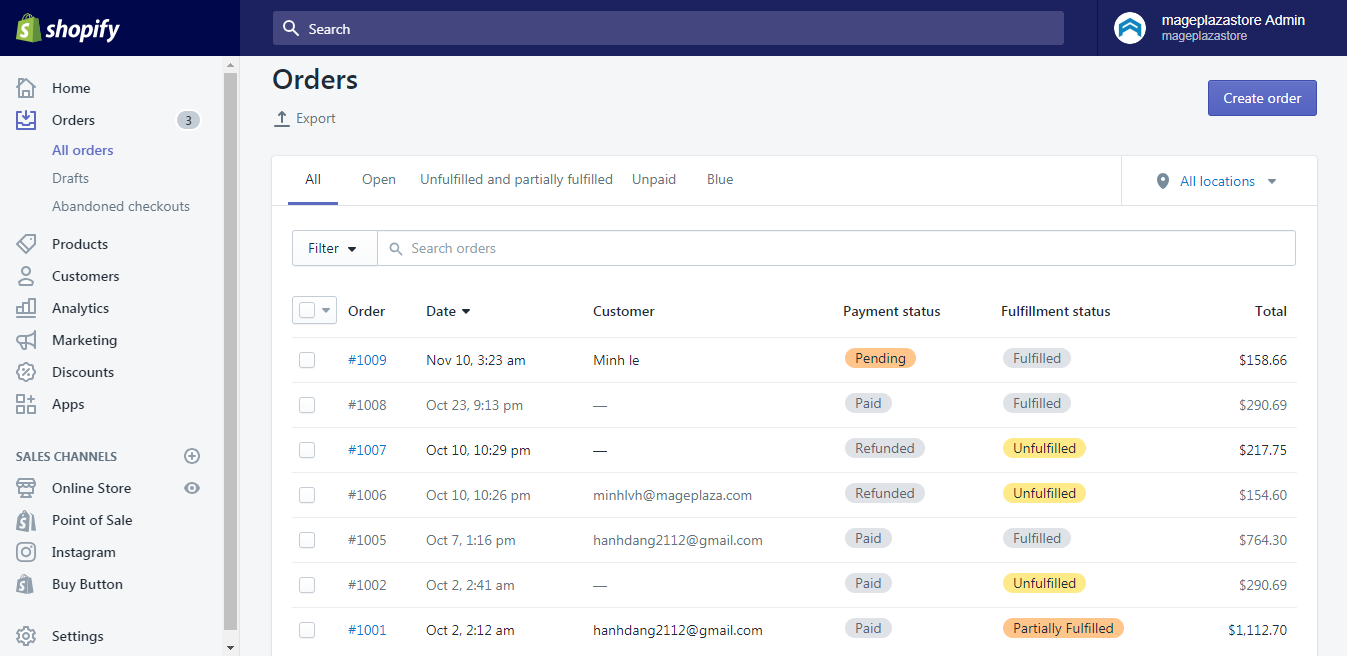 shopify
Search
mageplazastore Admin
mageplazastore
Home
Orders 3
All orders
Drafts
Abandoned checkouts
Products
Customers
Analytics
Marketing
Discounts
Apps
SALES CHANNELS
Online Store
Point of Sale
Instagram
Buy Button
Settings
Orders
Export
Create order
All Open Unfulfilled and partially fulfilled Unpaid Blue All locations
Filter Search orders
Order Date Customer Payment status Fulfillment status Total
#1009 Nov 10, 3:23 am Minh le Pending Fulfilled $158.66
#1008 Oct 23, 9:13 pm — Paid Fulfilled $290.69
#1007 Oct 10, 10:29 pm — Refunded Unfulfilled $217.75
#1006 Oct 10, 10:26 pm minhlvh@mageplaza.com Refunded Unfulfilled $154.60
#1005 Oct 7, 1:16 pm hanhdang2112@gmail.com Paid Fulfilled $764.30
#1002 Oct 2, 2:41 am — Paid Unfulfilled $290.69
#1001 Oct 2, 2:12 am hanhdang2112@gmail.com Paid Partially Fulfilled $1,112.70